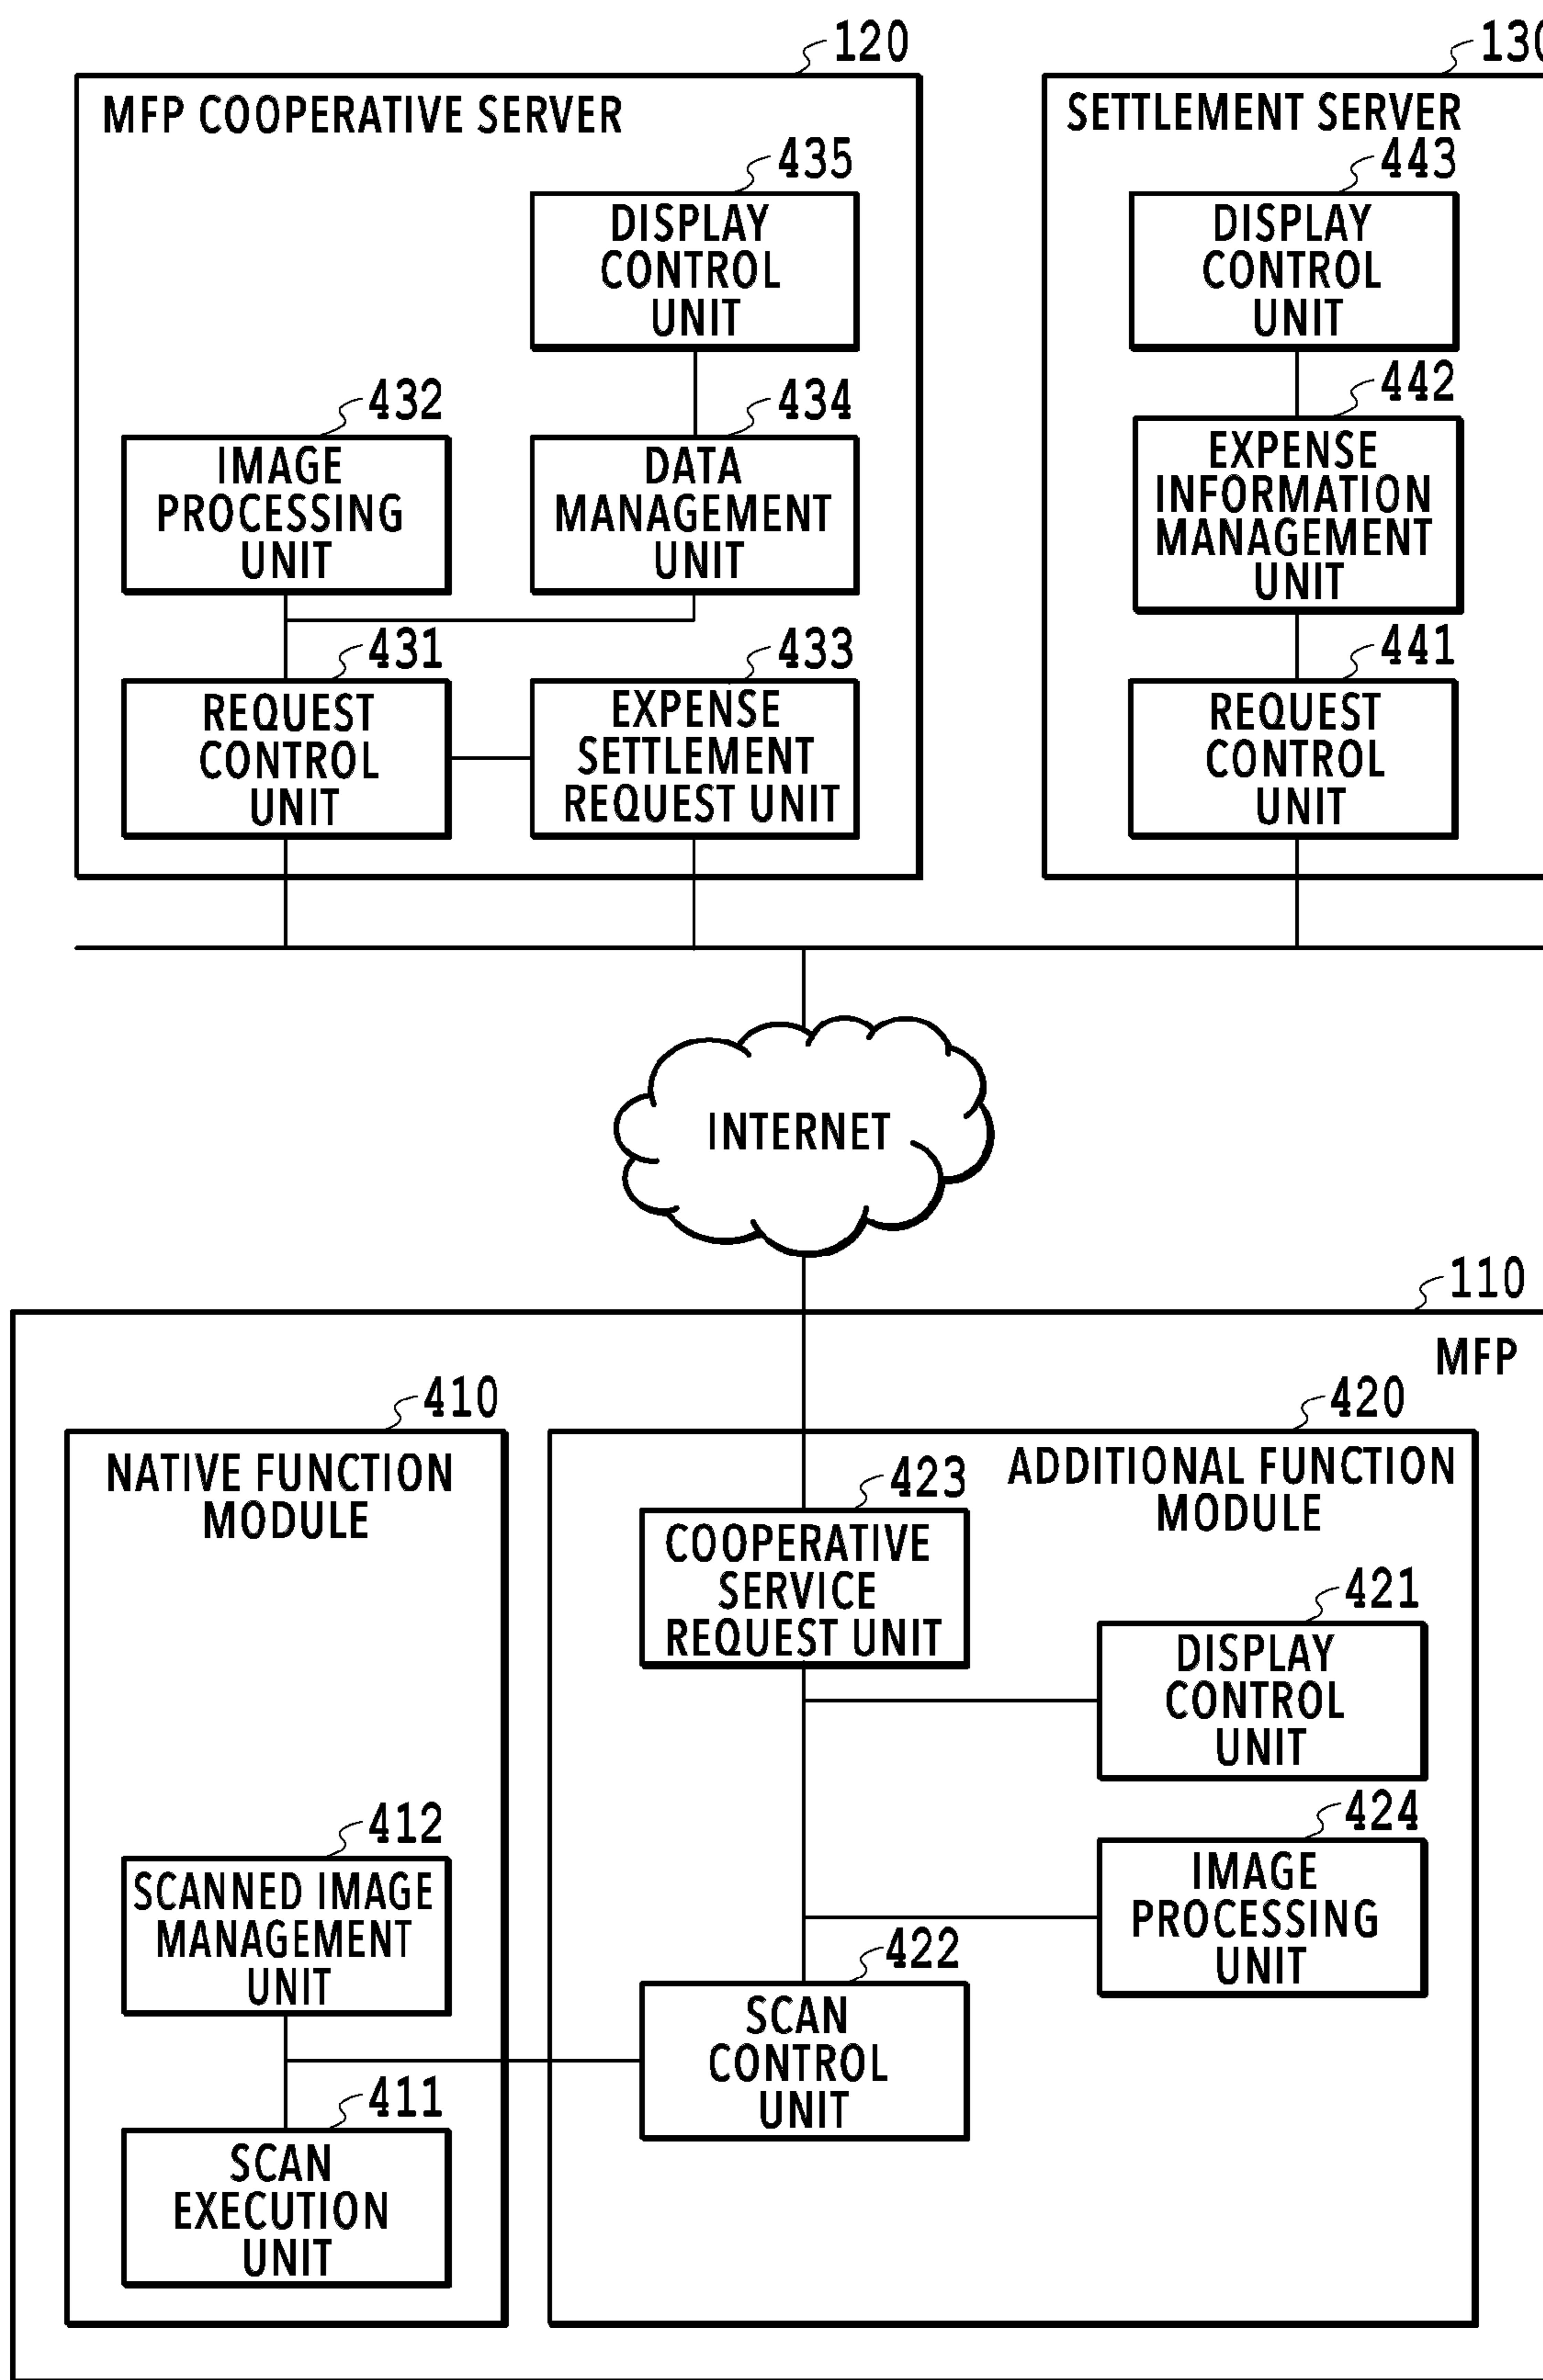 120
MFP COOPERATIVE SERVER
435
DISPLAY
CONTROL
UNIT
432
IMAGE
PROCESSING
UNIT
434
DATA
MANAGEMENT
UNIT
431
REQUEST
CONTROL
UNIT
433
EXPENSE
SETTLEMENT
REQUEST UNIT
130
SETTLEMENT SERVER
443
DISPLAY
CONTROL
UNIT
442
EXPENSE
INFORMATION
MANAGEMENT
UNIT
441
REQUEST
CONTROL
UNIT
INTERNET
110
MFP
410
NATIVE FUNCTION
MODULE
412
SCANNED IMAGE
MANAGEMENT
UNIT
411
SCAN
EXECUTION
UNIT
420
ADDITIONAL FUNCTION
MODULE
423
COOPERATIVE
SERVICE
REQUEST UNIT
421
DISPLAY
CONTROL
UNIT
424
IMAGE
PROCESSING
UNIT
422
SCAN
CONTROL
UNIT